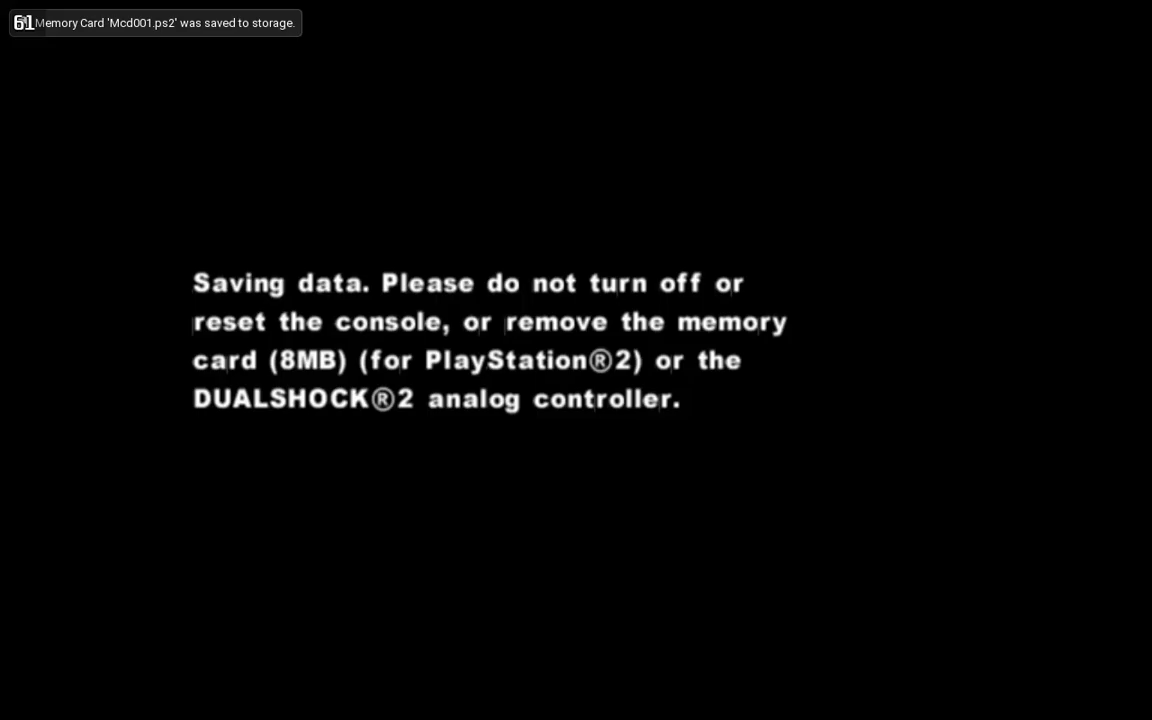 61
Memory Card 'Mcd001.ps2' was saved to storage.
Saving data. Please do not turn off or
reset the console, or remove the memory
card (8MB) (for PlayStation®2) or the
DUALSHOCK®2 analog controller.